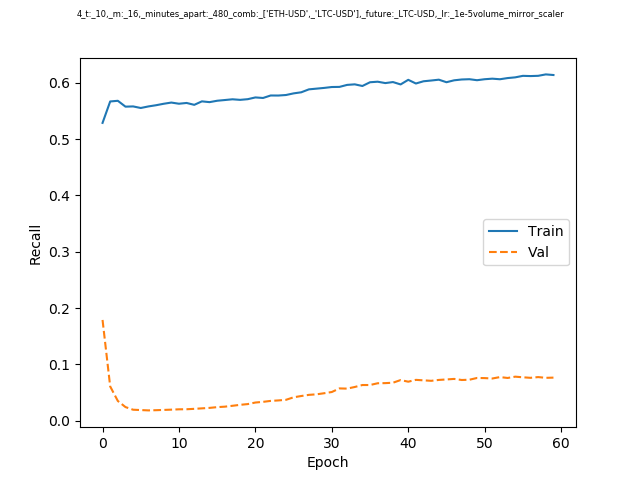 4_t:_10,_m:_16,_minutes_apart:_480_comb:_['ETH-USD',_'LTC-USD'],_future:_LTC-USD,_lr:_1e-5volume_mirror_scaler
0.6
0.5
0.4
0.3
0.2
0.1
0.0
Recall
Train
Val
0 10 20 30 40 50 60
Epoch